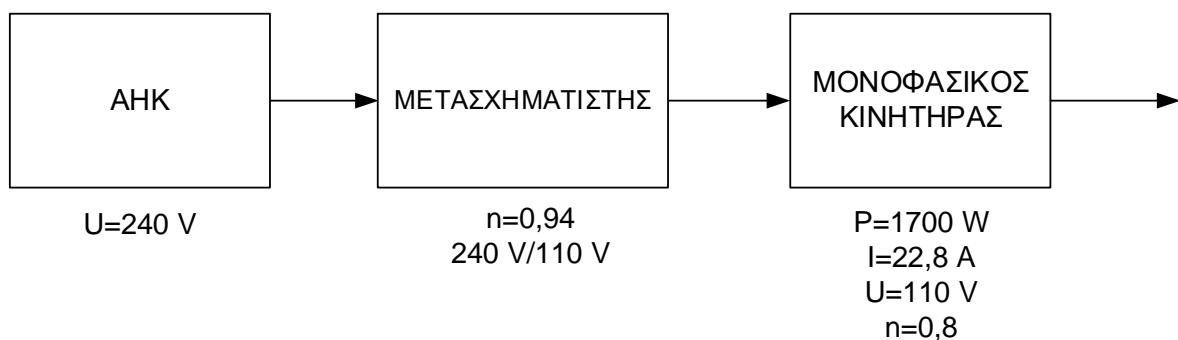 ΑΗΚ
ΜΕΤΑΣΧΗΜΑΤΙΣΤΗΣ
ΜΟΝΟΦΑΣΙΚΟΣ
ΚΙΝΗΤΗΡΑΣ
U=240 V
n=0,94
240 V/110 V
P=1700 W
I=22,8 A
U=110 V
n=0,8